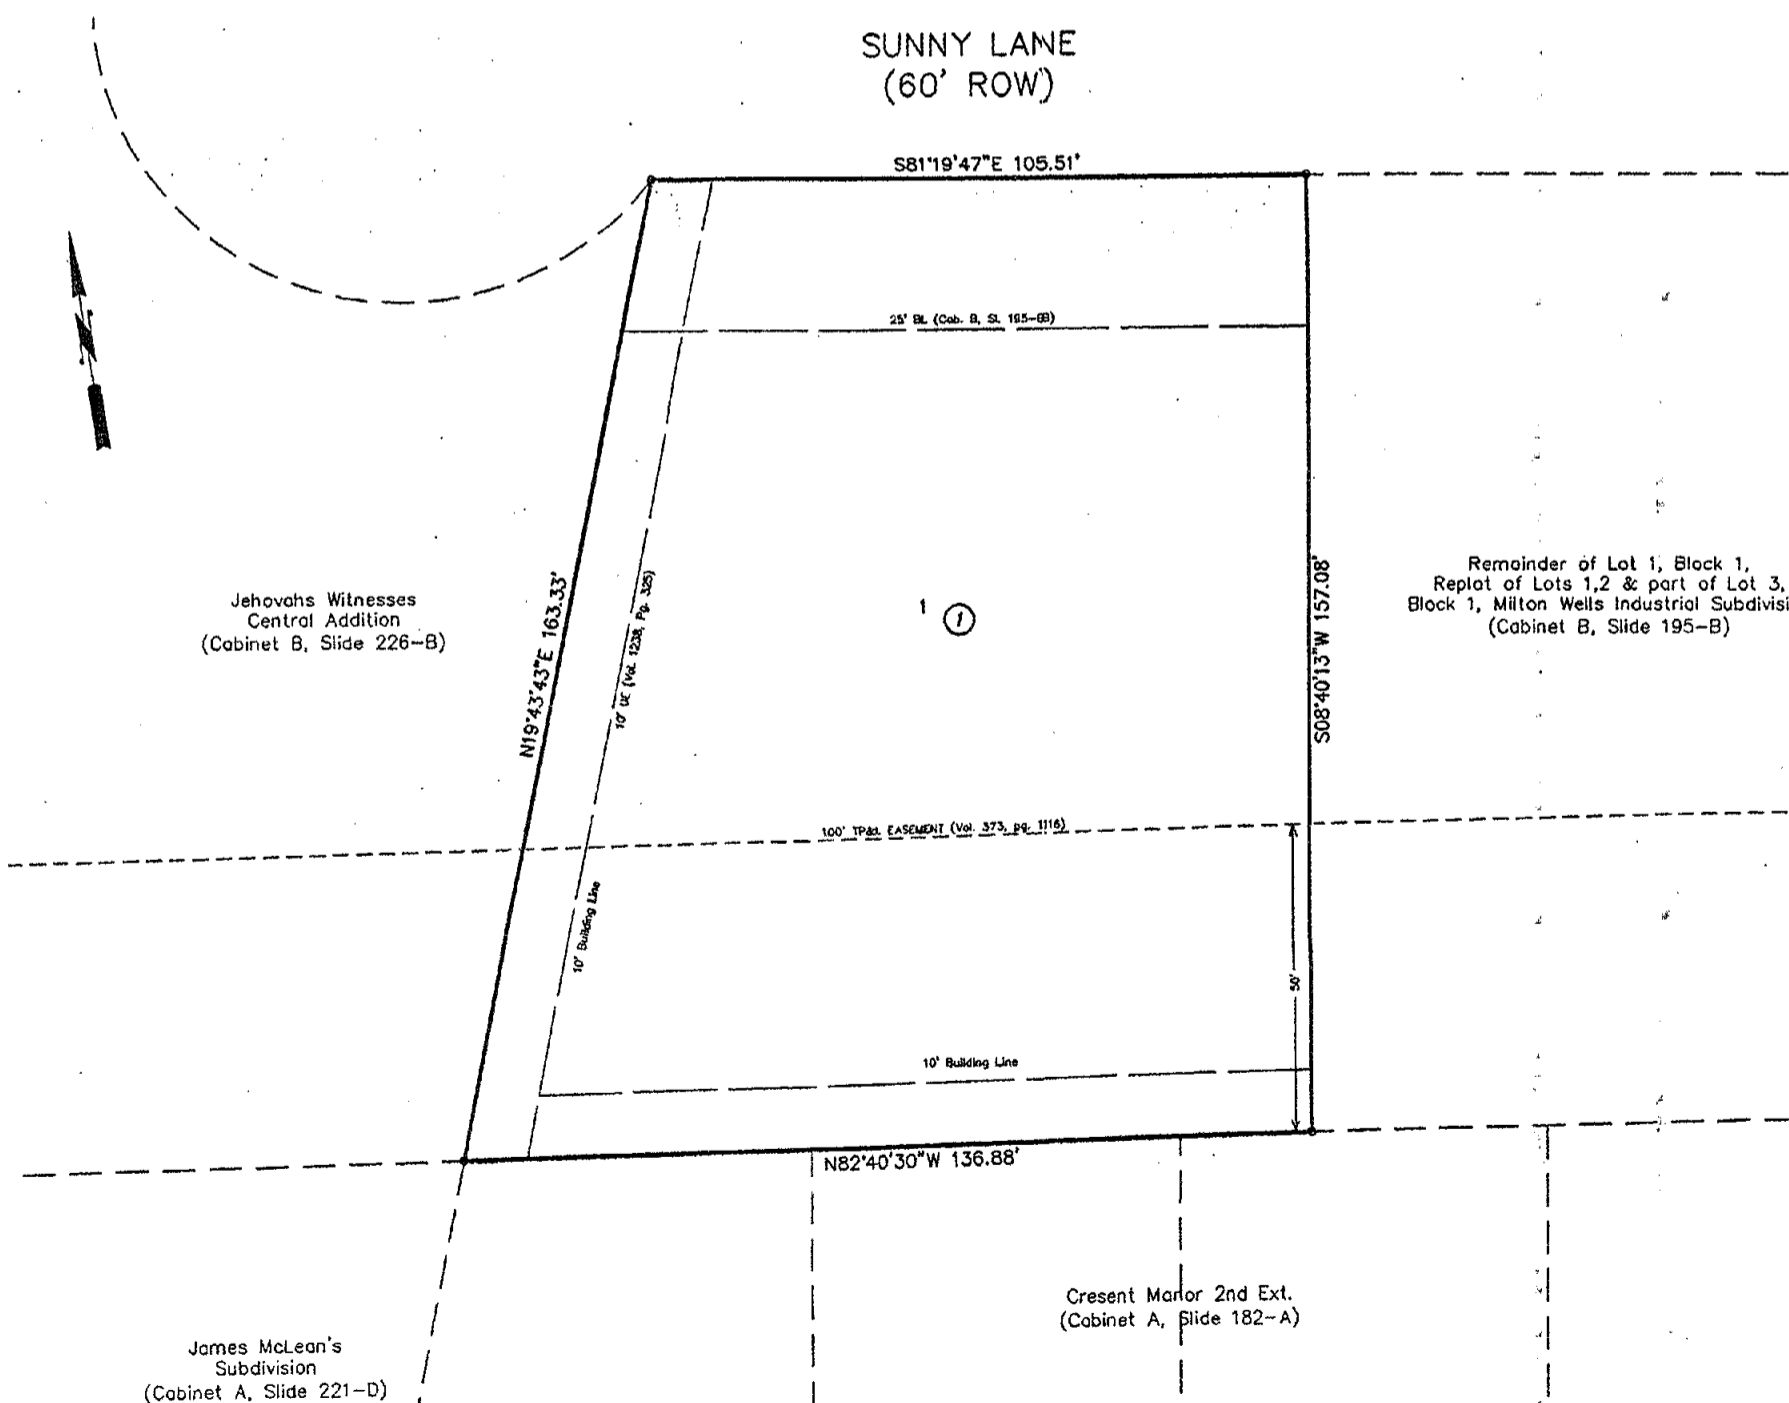 SUNNY LANE
(60' ROW)
S81°19'47"E 105.51'
25' BL (Cab. B, SL 195-BB)
Jehovahs Witnesses
Central Addition
(Cabinet B, Slide 226-B)
N19°43'43"E 163.33'
10' UE (Vol. 1238, Pg. 325)
1
1
S08°40'13"W 157.08'
Remainder of Lot 1, Block 1,
Replat of Lots 1,2 & part of Lot 3,
Block 1, Milton Wells Industrial Subdivisi
(Cabinet B, Slide 195-B)
100' TP&L EASEMENT (Vol. 373, pg. 1116)
10' Building Line
50'
10' Building Line
N82°40'30"W 136.88'
Cresent Manor 2nd Ext.
(Cabinet A, Slide 182-A)
James McLean's
Subdivision
(Cabinet A, Slide 221-D)